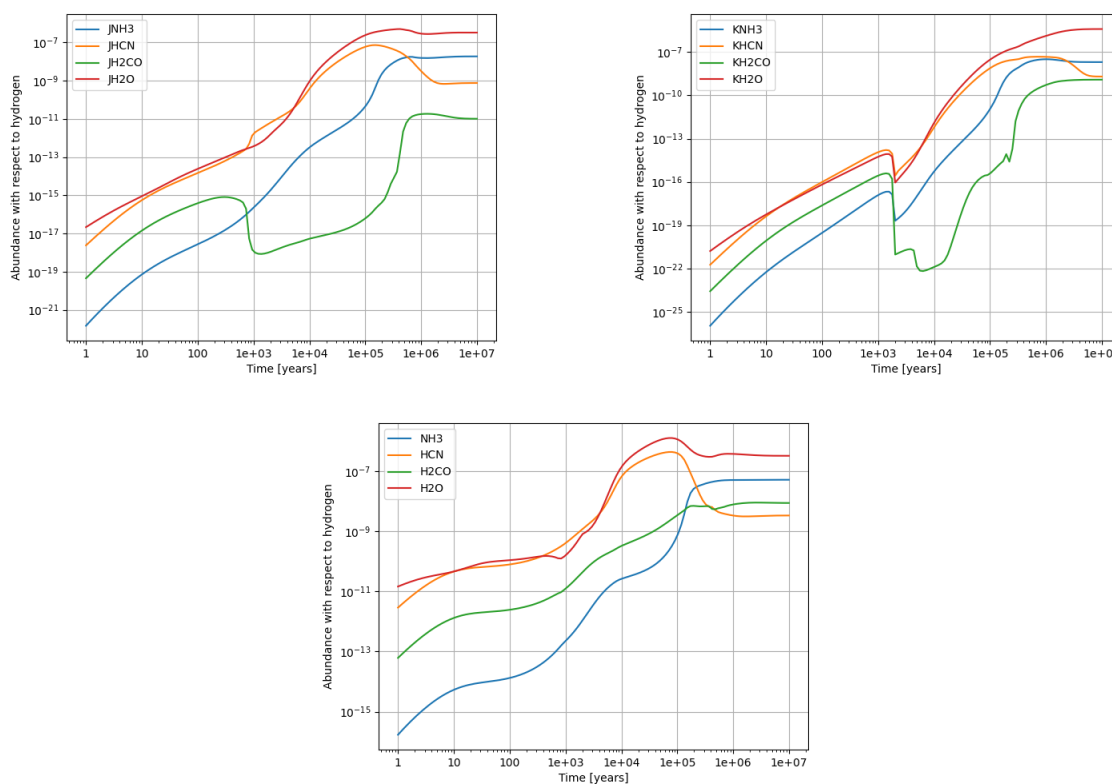 JNH3
JHCN
JH2CO
JH2O
Abundance with respect to hydrogen
10⁻⁷
10⁻⁹
10⁻¹¹
10⁻¹³
10⁻¹⁵
10⁻¹⁷
10⁻¹⁹
10⁻²¹
1 10 100 1e+03 1e+04 1e+05 1e+06 1e+07
Time [years]
KNH3
KHCN
KH2CO
KH2O
Abundance with respect to hydrogen
10⁻⁷
10⁻¹⁰
10⁻¹³
10⁻¹⁶
10⁻¹⁹
10⁻²²
10⁻²⁵
1 10 100 1e+03 1e+04 1e+05 1e+06 1e+0
Time [years]
NH3
HCN
H2CO
H2O
Abundance with respect to hydrogen
10⁻⁷
10⁻⁹
10⁻¹¹
10⁻¹³
10⁻¹⁵
1 10 100 1e+03 1e+04 1e+05 1e+06 1e+07
Time [years]